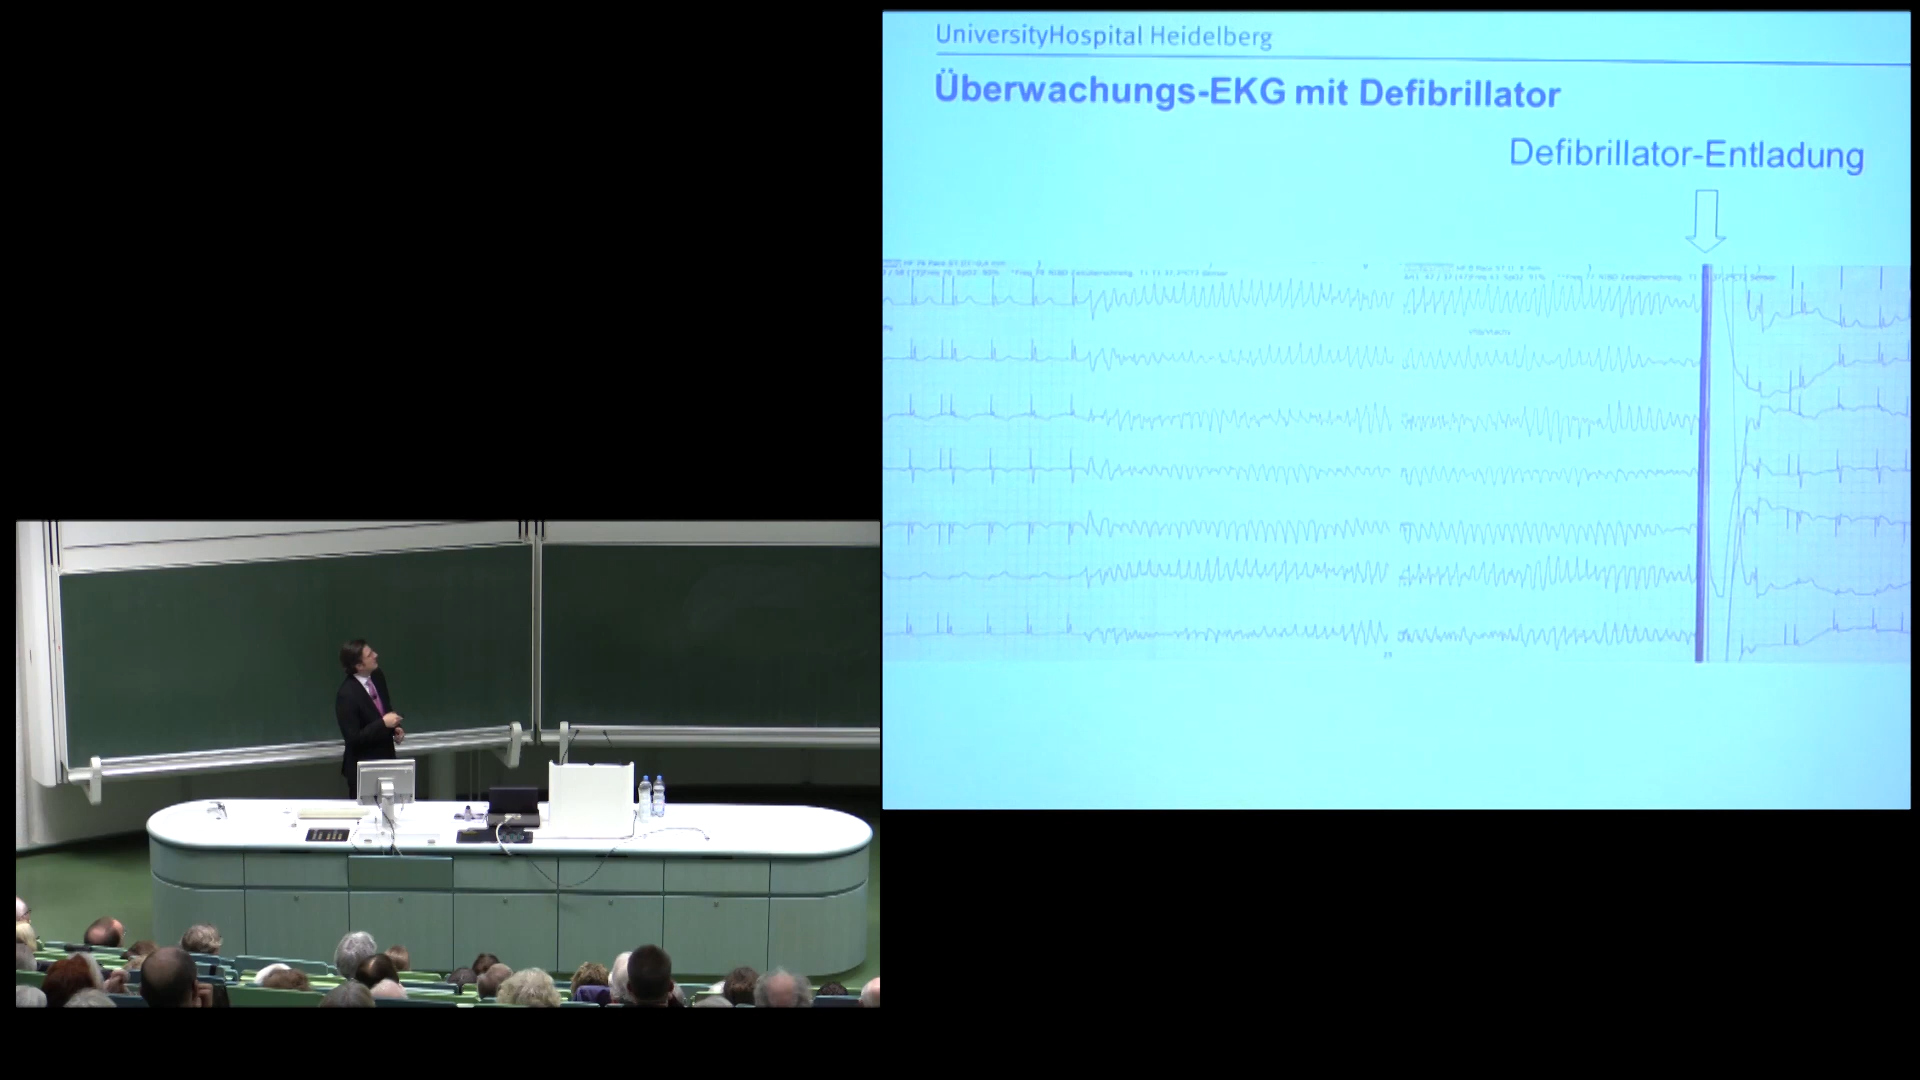 UniversityHospital Heidelberg
Überwachungs-EKG mit Defibrillator
Defibrillator-Entladung